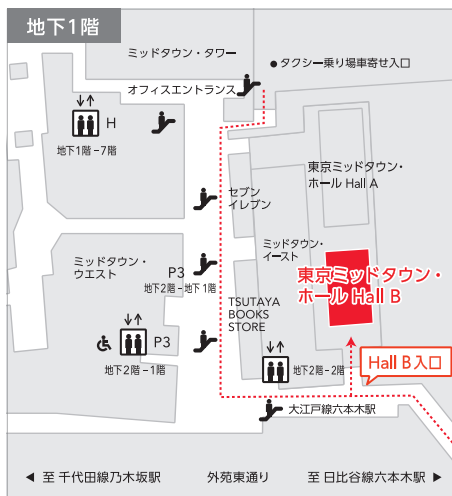 地下1階
ミッドタウン・タワー
タクシー乗り場車寄せ入口
オフィスエントランス
H
地下1階–7階
東京ミッドタウン・
ホール Hall A
セブン
イレブン
ミッドタウン・
イースト
ミッドタウン・
ウエスト
P3
地下2階–地下1階
東京ミッドタウン・
ホール Hall B
TSUTAYA
BOOKS
STORE
P3
地下2階–1階
地下2階–2階
Hall B 入口
大江戸線六本木駅
至 千代田線乃木坂駅
外苑東通り
至 日比谷線六本木駅